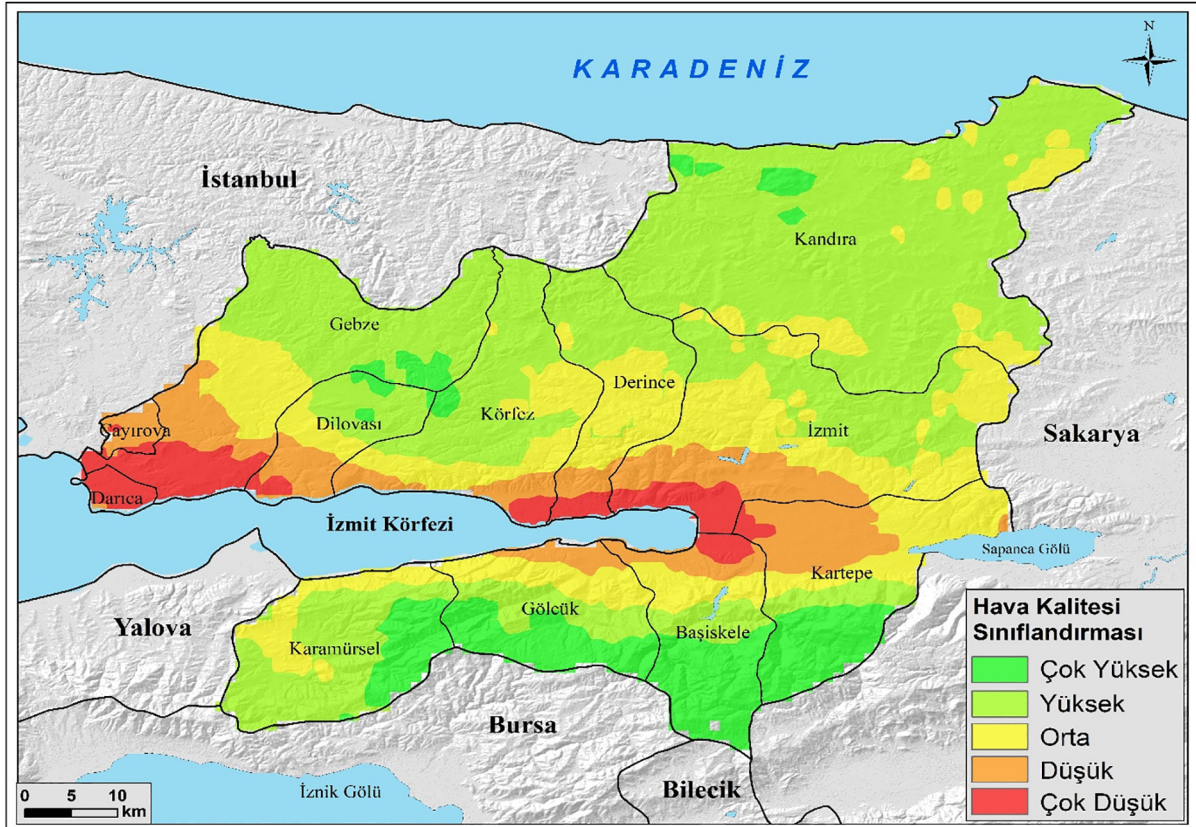 N
KARADENİZ
İstanbul
Kandıra
Gebze
Derince
Körfez
Dilovası
İzmit
Çayırova
Sakarya
Darıca
İzmit Körfezi
Sapanca Gölü
Kartepe
Gölcük
Başiskele
Yalova
Karamürsel
Bursa
Bilecik
İznik Gölü
Hava Kalitesi
Sınıflandırması
Çok Yüksek
Yüksek
Orta
Düşük
Çok Düşük
0 5 10
km